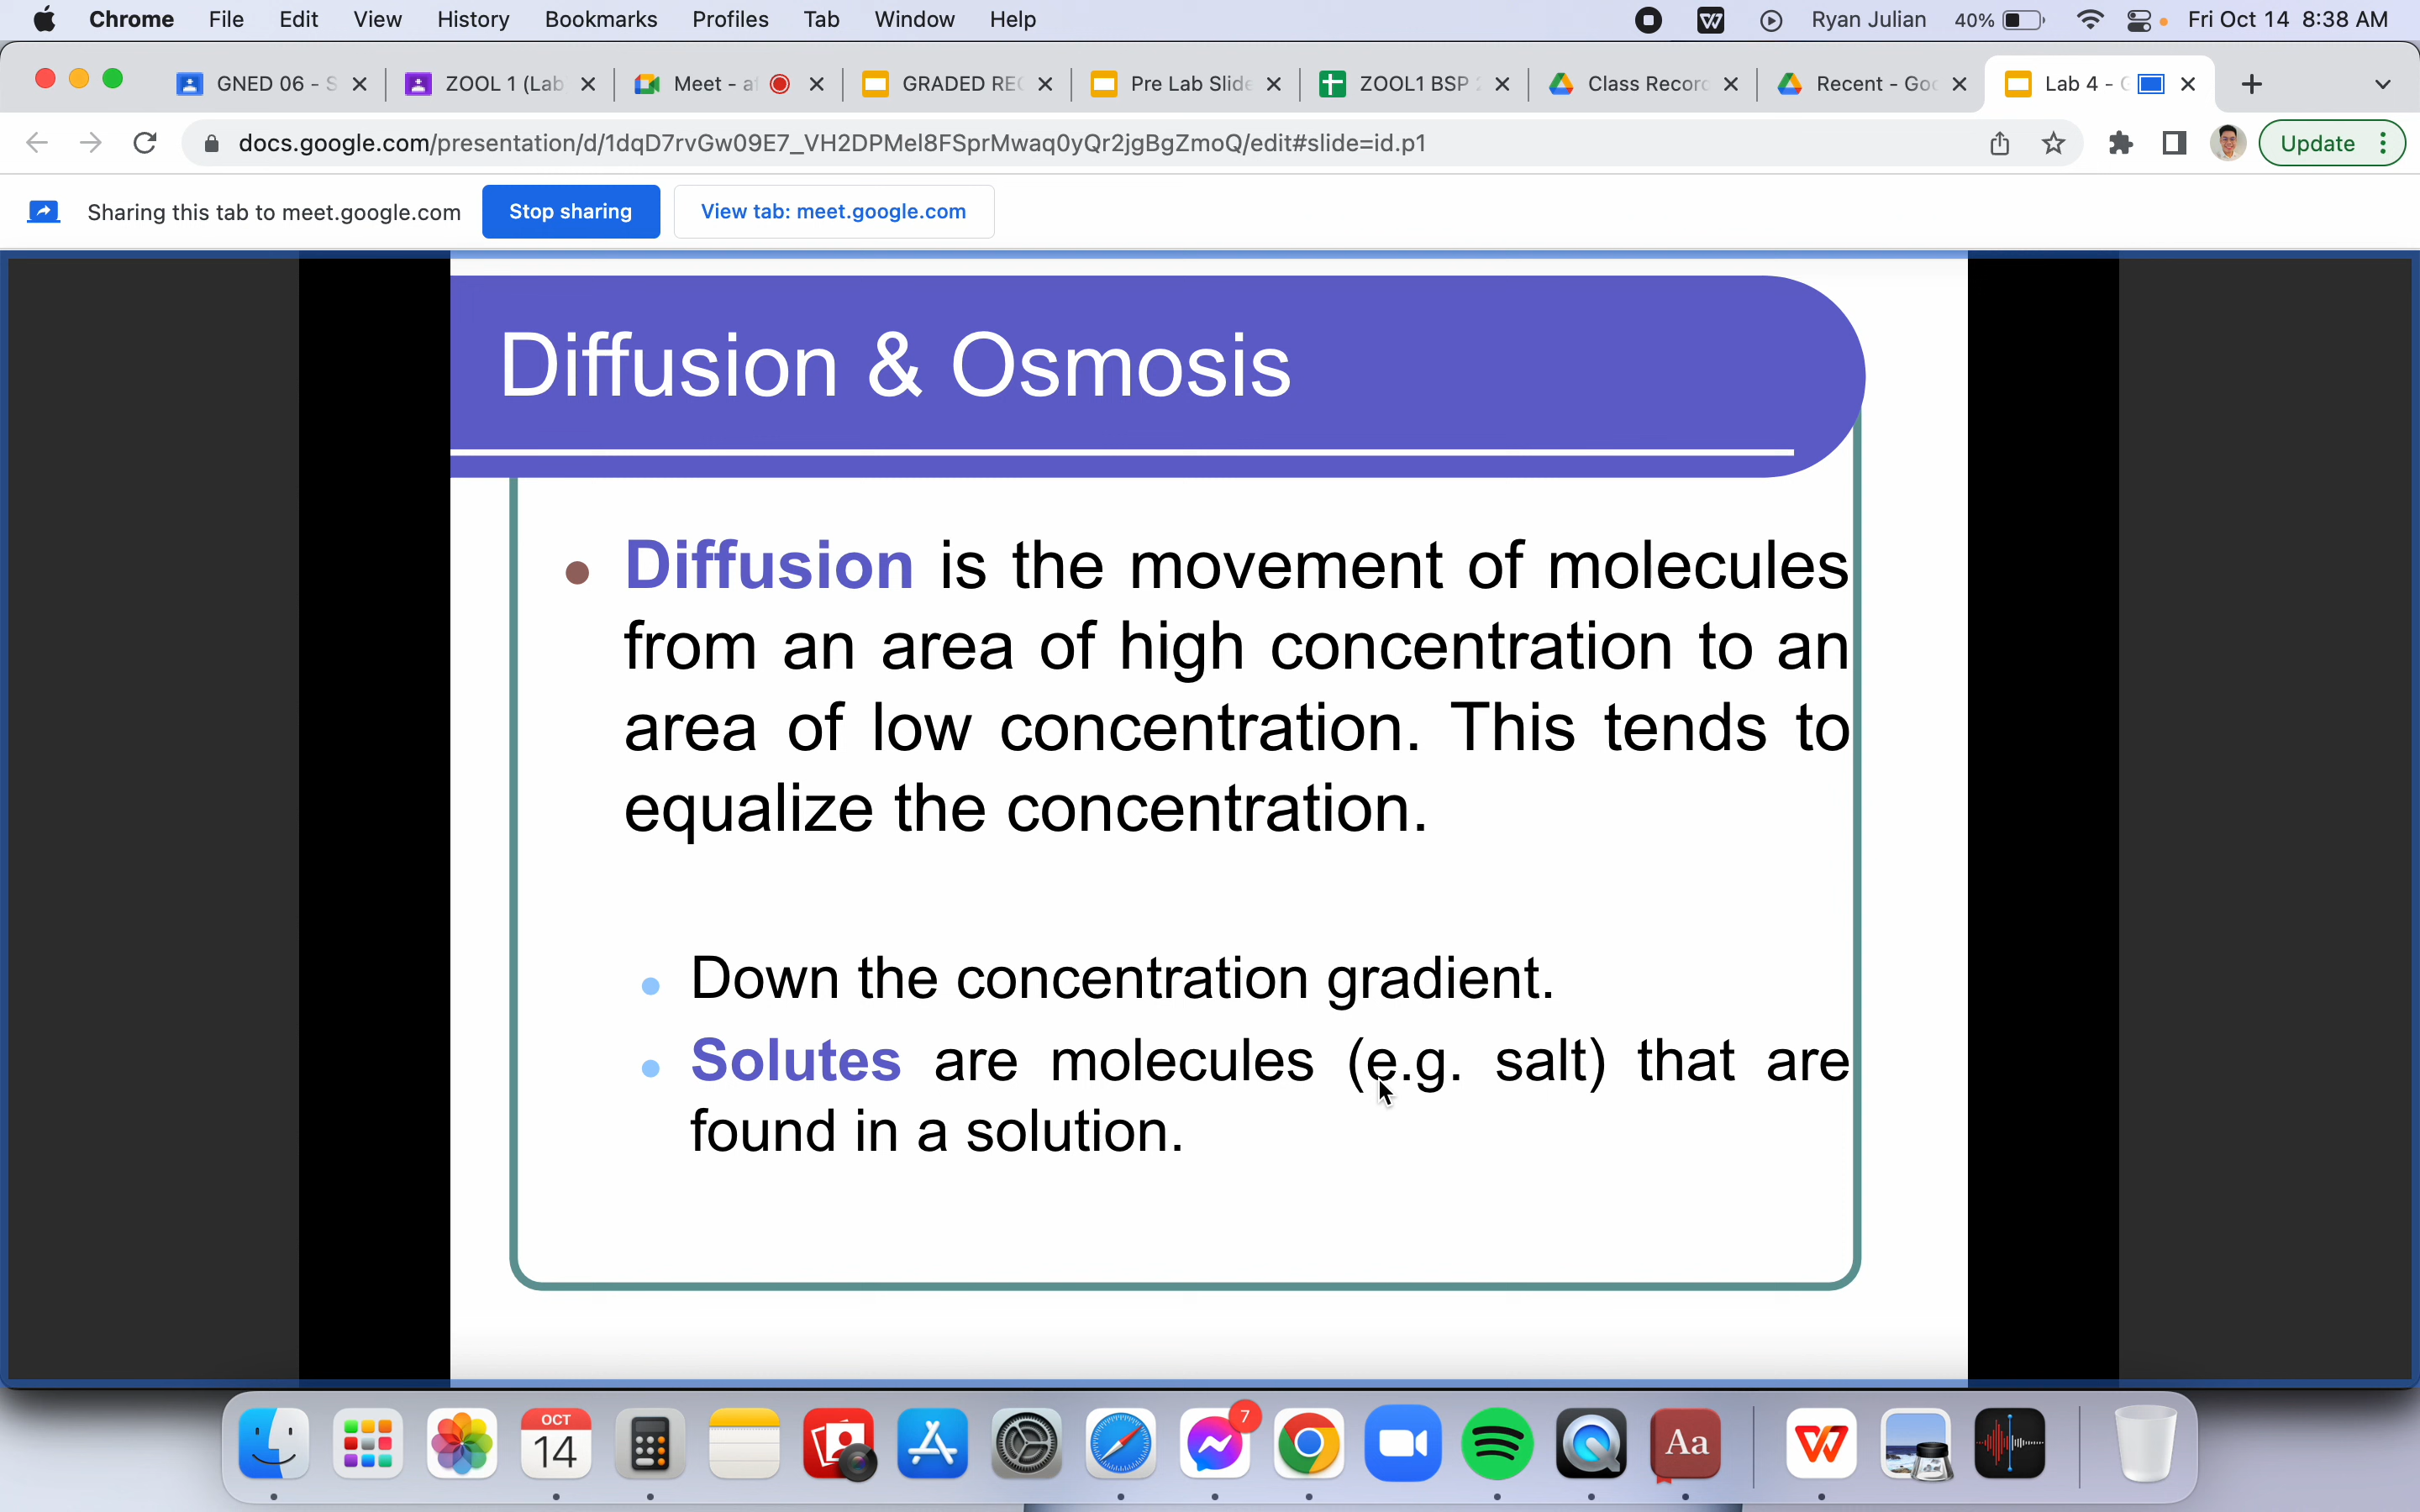 Chrome File Edit View History Bookmarks Profiles Tab Window Help Ryan Julian 40% Fri Oct 14 8:38 AM
GNED 06 - S ZOOL 1 (Lab Meet - GRADED REC Pre Lab Slide ZOOL1 BSP Class Record Recent - Goo Lab 4 -
docs.google.com/presentation/d/1dqD7rvGw09E7_VH2DPMel8FSprMwaq0yQr2jgBgZmoQ/edit#slide=id.p1 Update
Sharing this tab to meet.google.com Stop sharing View tab: meet.google.com
Diffusion & Osmosis
Diffusion is the movement of molecules
from an area of high concentration to an
area of low concentration. This tends to
equalize the concentration.
Down the concentration gradient.
Solutes are molecules (e.g. salt) that are
found in a solution.
OCT
14
7
Aa